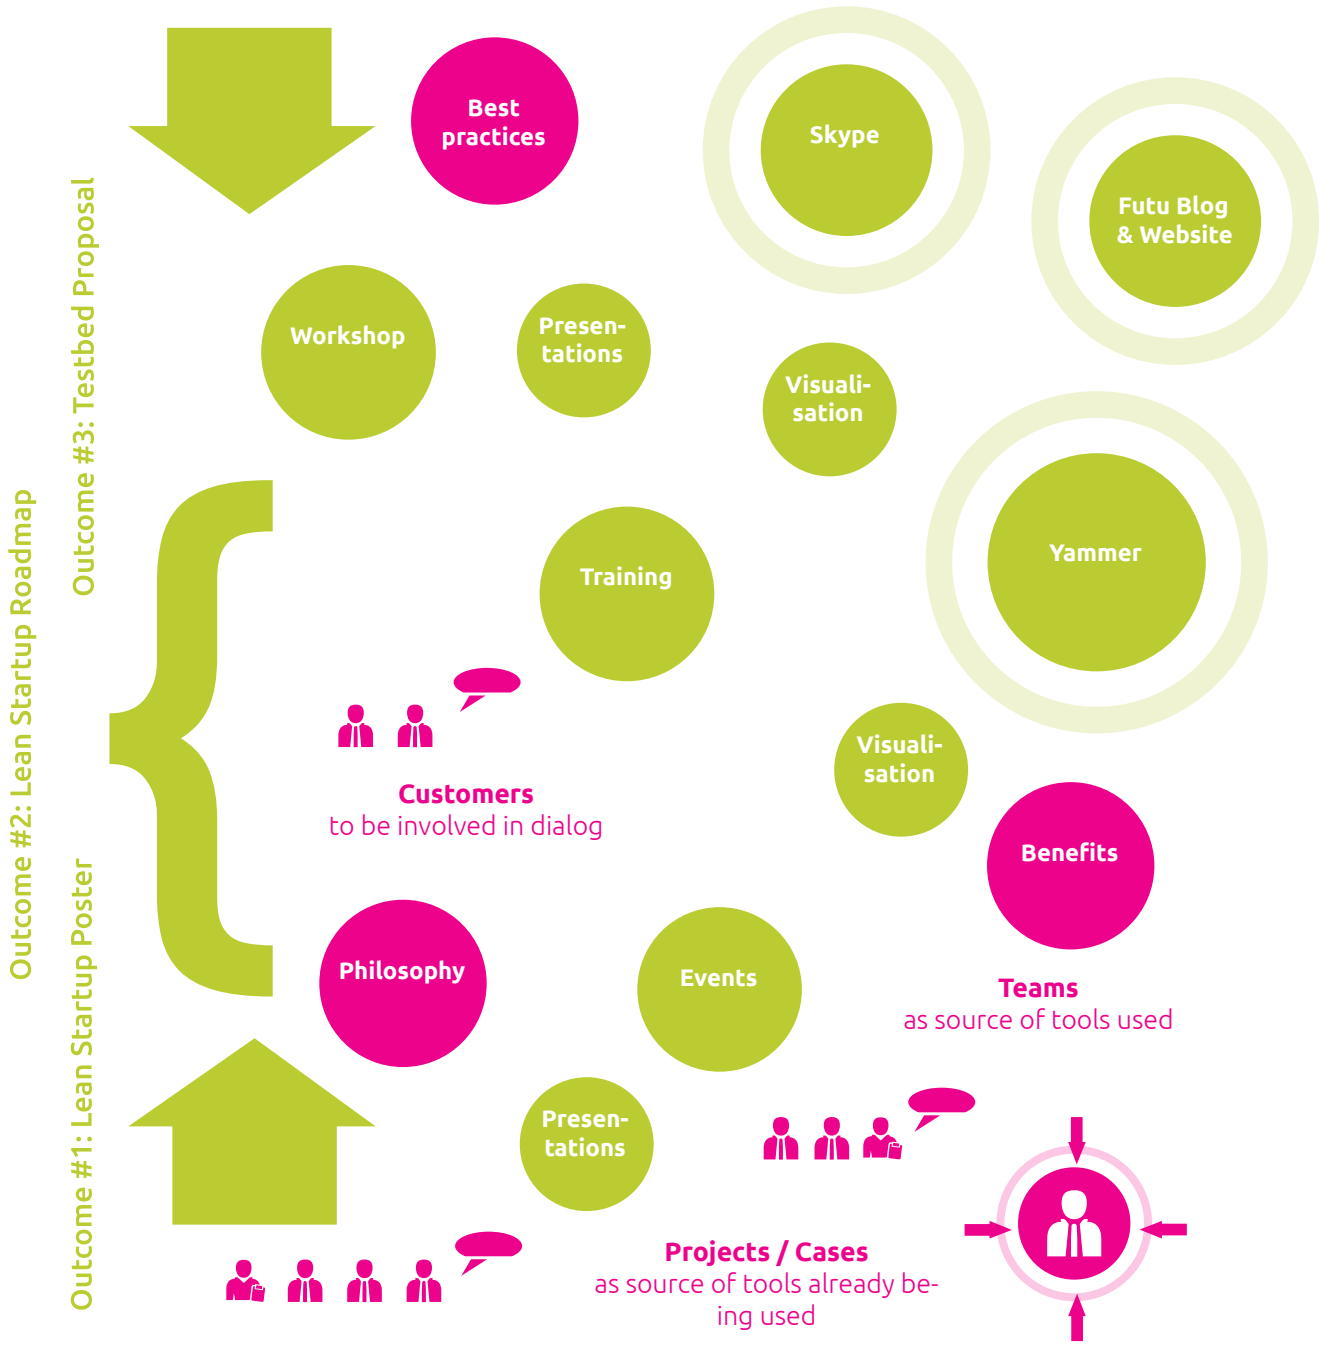 Best
practices
Skype
Futu Blog
& Website
Outcome #3: Testbed Proposal
Workshop
Presen-
tations
Visuali-
sation
Outcome #2: Lean Startup Roadmap
Training
Yammer
Customers
to be involved in dialog
Visuali-
sation
Benefits
Outcome #1: Lean Startup Poster
Philosophy
Events
Teams
as source of tools used
Presen-
tations
Projects / Cases
as source of tools already be-
ing used